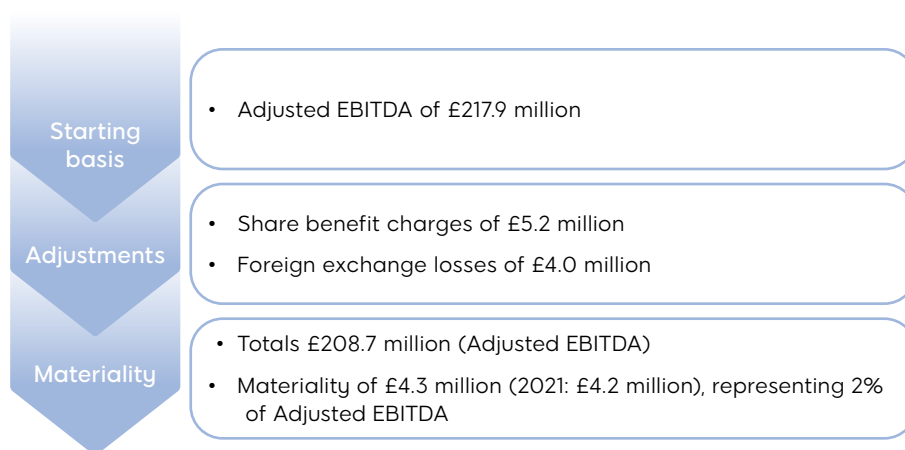 Starting
basis
• Adjusted EBITDA of £217.9 million
Adjustments
• Share benefit charges of £5.2 million
• Foreign exchange losses of £4.0 million
Materiality
• Totals £208.7 million (Adjusted EBITDA)
• Materiality of £4.3 million (2021: £4.2 million), representing 2%
of Adjusted EBITDA